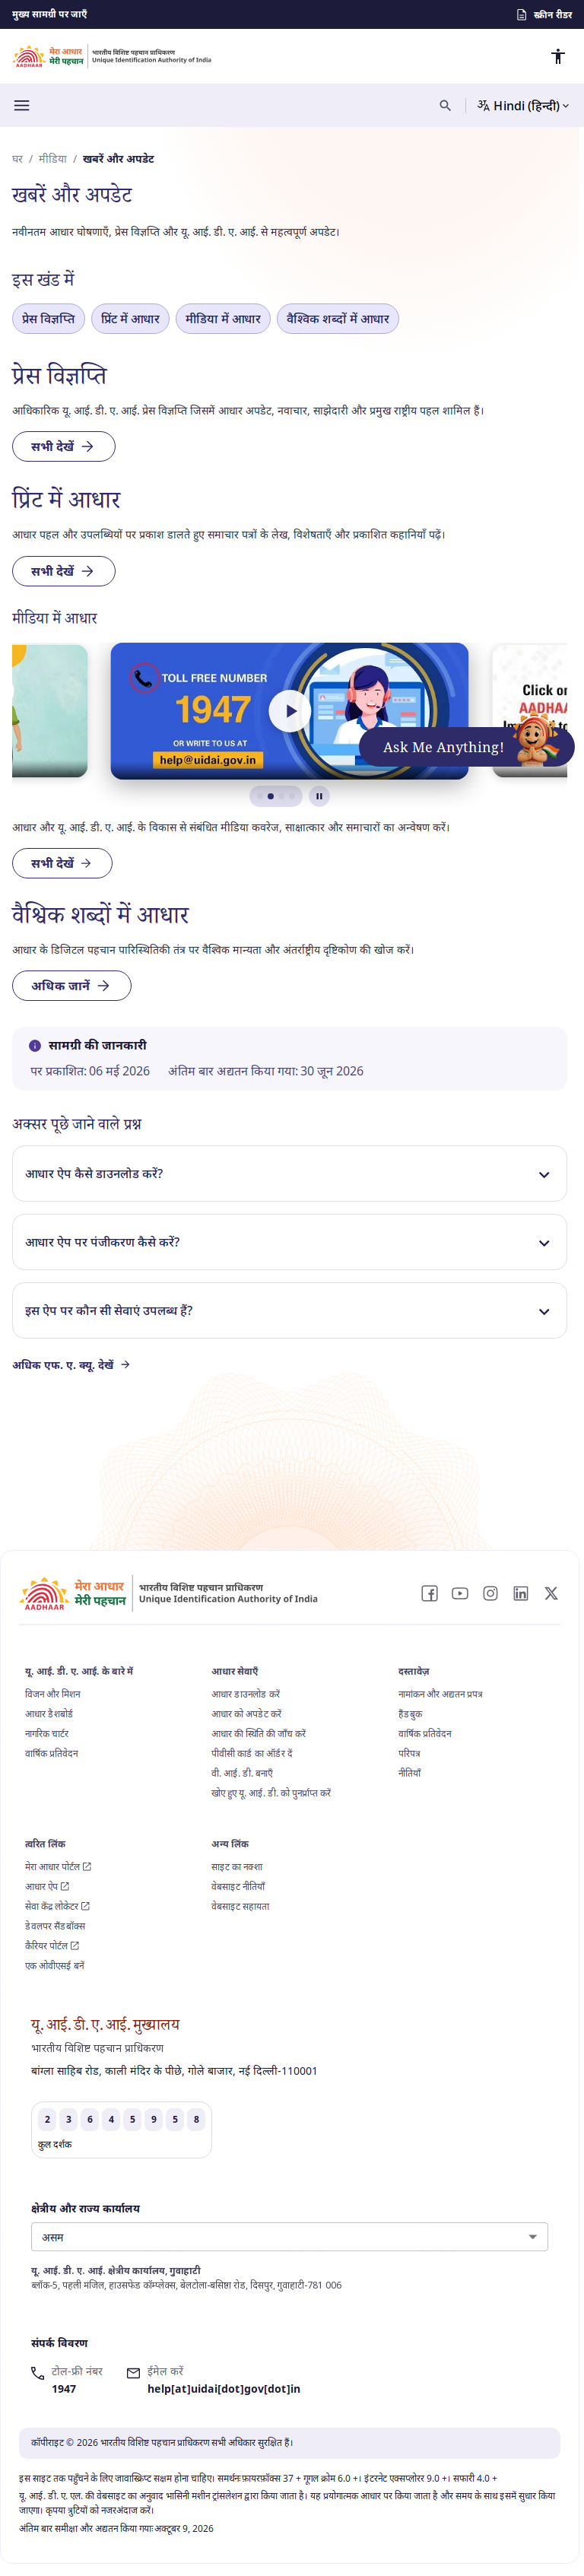 मुख्य सामग्री पर जाएँ
स्क्रीन रीडर
AADHAAR
मेरा आधार
मेरी पहचान
भारतीय विशिष्ट पहचान प्राधिकरण
Unique Identification Authority of India
Hindi (हिन्दी)
घर / मीडिया / खबरें और अपडेट
खबरें और अपडेट
नवीनतम आधार घोषणाएँ, प्रेस विज्ञप्ति और यू. आई. डी. ए. आई. से महत्वपूर्ण अपडेट।
इस खंड में
प्रेस विज्ञप्ति
प्रिंट में आधार
मीडिया में आधार
वैश्विक शब्दों में आधार
प्रेस विज्ञप्ति
आधिकारिक यू. आई. डी. ए. आई. प्रेस विज्ञप्ति जिसमें आधार अपडेट, नवाचार, साझेदारी और प्रमुख राष्ट्रीय पहल शामिल हैं।
सभी देखें
प्रिंट में आधार
आधार पहल और उपलब्धियों पर प्रकाश डालते हुए समाचार पत्रों के लेख, विशेषताएँ और प्रकाशित कहानियाँ पढ़ें।
सभी देखें
मीडिया में आधार
TOLL FREE NUMBER
1947
OR WRITE TO US AT
help@uidai.gov.in
Click on
AADHAA
Ask Me Anything!
आधार और यू. आई. डी. ए. आई. के विकास से संबंधित मीडिया कवरेज, साक्षात्कार और समाचारों का अन्वेषण करें।
सभी देखें
वैश्विक शब्दों में आधार
आधार के डिजिटल पहचान पारिस्थितिकी तंत्र पर वैश्विक मान्यता और अंतर्राष्ट्रीय दृष्टिकोण की खोज करें।
अधिक जानें
सामग्री की जानकारी
पर प्रकाशित: 06 मई 2026 अंतिम बार अद्यतन किया गया: 30 जून 2026
अक्सर पूछे जाने वाले प्रश्न
आधार ऐप कैसे डाउनलोड करें?
आधार ऐप पर पंजीकरण कैसे करें?
इस ऐप पर कौन सी सेवाएं उपलब्ध हैं?
अधिक एफ. ए. क्यू. देखें
AADHAAR
मेरा आधार
मेरी पहचान
भारतीय विशिष्ट पहचान प्राधिकरण
Unique Identification Authority of India
यू. आई. डी. ए. आई. के बारे में
विजन और मिशन
आधार डैशबोर्ड
नागरिक चार्टर
वार्षिक प्रतिवेदन
आधार सेवाएँ
आधार डाउनलोड करें
आधार को अपडेट करें
आधार की स्थिति की जाँच करें
पीवीसी कार्ड का ऑर्डर दें
वी. आई. डी. बनाएँ
खोए हुए यू. आई. डी. को पुनर्प्राप्त करें
दस्तावेज़
नामांकन और अद्यतन प्रपत्र
हैंडबुक
वार्षिक प्रतिवेदन
परिपत्र
नीतियाँ
त्वरित लिंक
मेरा आधार पोर्टल
आधार ऐप
सेवा केंद्र लोकेटर
डेवलपर सैंडबॉक्स
कैरियर पोर्टल
एक ओवीएसई बनें
अन्य लिंक
साइट का नक्शा
वेबसाइट नीतियाँ
वेबसाइट सहायता
यू. आई. डी. ए. आई. मुख्यालय
भारतीय विशिष्ट पहचान प्राधिकरण
बांग्ला साहिब रोड, काली मंदिर के पीछे, गोले बाजार, नई दिल्ली-110001
2 3 6 4 5 9 5 8
कुल दर्शक
क्षेत्रीय और राज्य कार्यालय
असम
यू. आई. डी. ए. आई. क्षेत्रीय कार्यालय, गुवाहाटी
ब्लॉक-5, पहली मंजिल, हाउसफेड कॉम्प्लेक्स, बेलटोला-बसिष्ठा रोड, दिसपुर, गुवाहाटी-781 006
संपर्क विवरण
टोल-फ्री नंबर
1947
ईमेल करें
help[at]uidai[dot]gov[dot]in
कॉपीराइट © 2026 भारतीय विशिष्ट पहचान प्राधिकरण सभी अधिकार सुरक्षित हैं।
इस साइट तक पहुँचने के लिए जावास्क्रिप्ट सक्षम होना चाहिए। समर्थनः फ़ायरफ़ॉक्स 37 + गूगल क्रोम 6.0 +। इंटरनेट एक्सप्लोरर 9.0 +। सफारी 4.0 +
यू. आई. डी. ए. एल. की वेबसाइट का अनुवाद भाषिनी मशीन ट्रांसलेशन द्वारा किया जाता है। यह प्रयोगात्मक आधार पर किया जाता है और समय के साथ इसमें सुधार किया
जाएगा। कृपया त्रुटियों को नजरअंदाज करें।
अंतिम बार समीक्षा और अद्यतन किया गयाः अक्टूबर 9, 2026